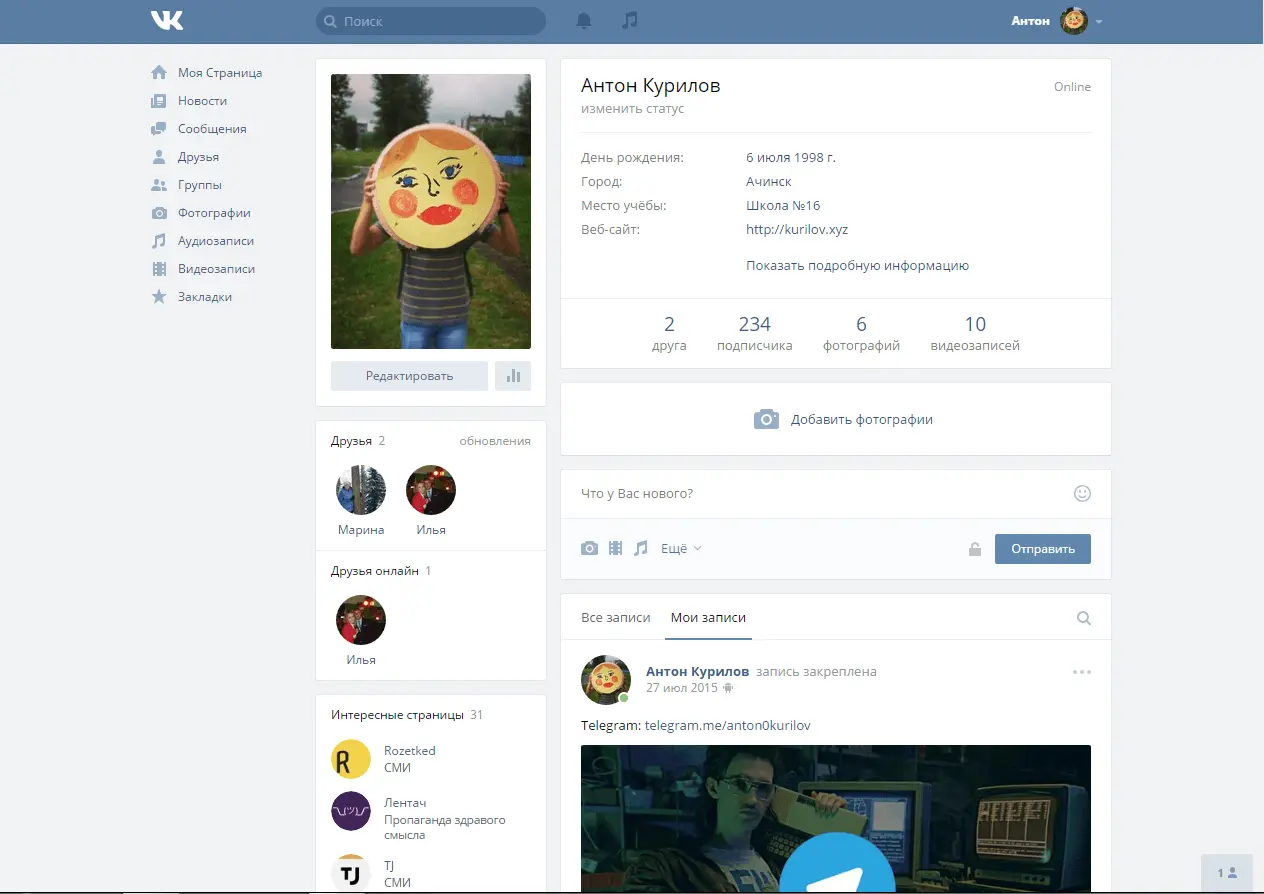 Поиск
Антон
Моя Страница
Новости
Сообщения
Друзья
Группы
Фотографии
Аудиозаписи
Видеозаписи
Закладки
Редактировать
Друзья 2 обновления
Марина Илья
Друзья онлайн 1
Илья
Интересные страницы 31
R
Rozetked
СМИ
Лентач
Пропаганда здравого
смысла
TJ
TJ
СМИ
Антон Курилов Online
изменить статус
День рождения: 6 июля 1998 г.
Город: Ачинск
Место учёбы: Школа №16
Веб-сайт: http://kurilov.xyz
Показать подробную информацию
2 234 6 10
друга подписчика фотографий видеозаписей
Добавить фотографии
Что у Вас нового?
Ещё Отправить
Все записи Мои записи
Антон Курилов запись закреплена
27 июл 2015
Telegram: telegram.me/anton0kurilov
1